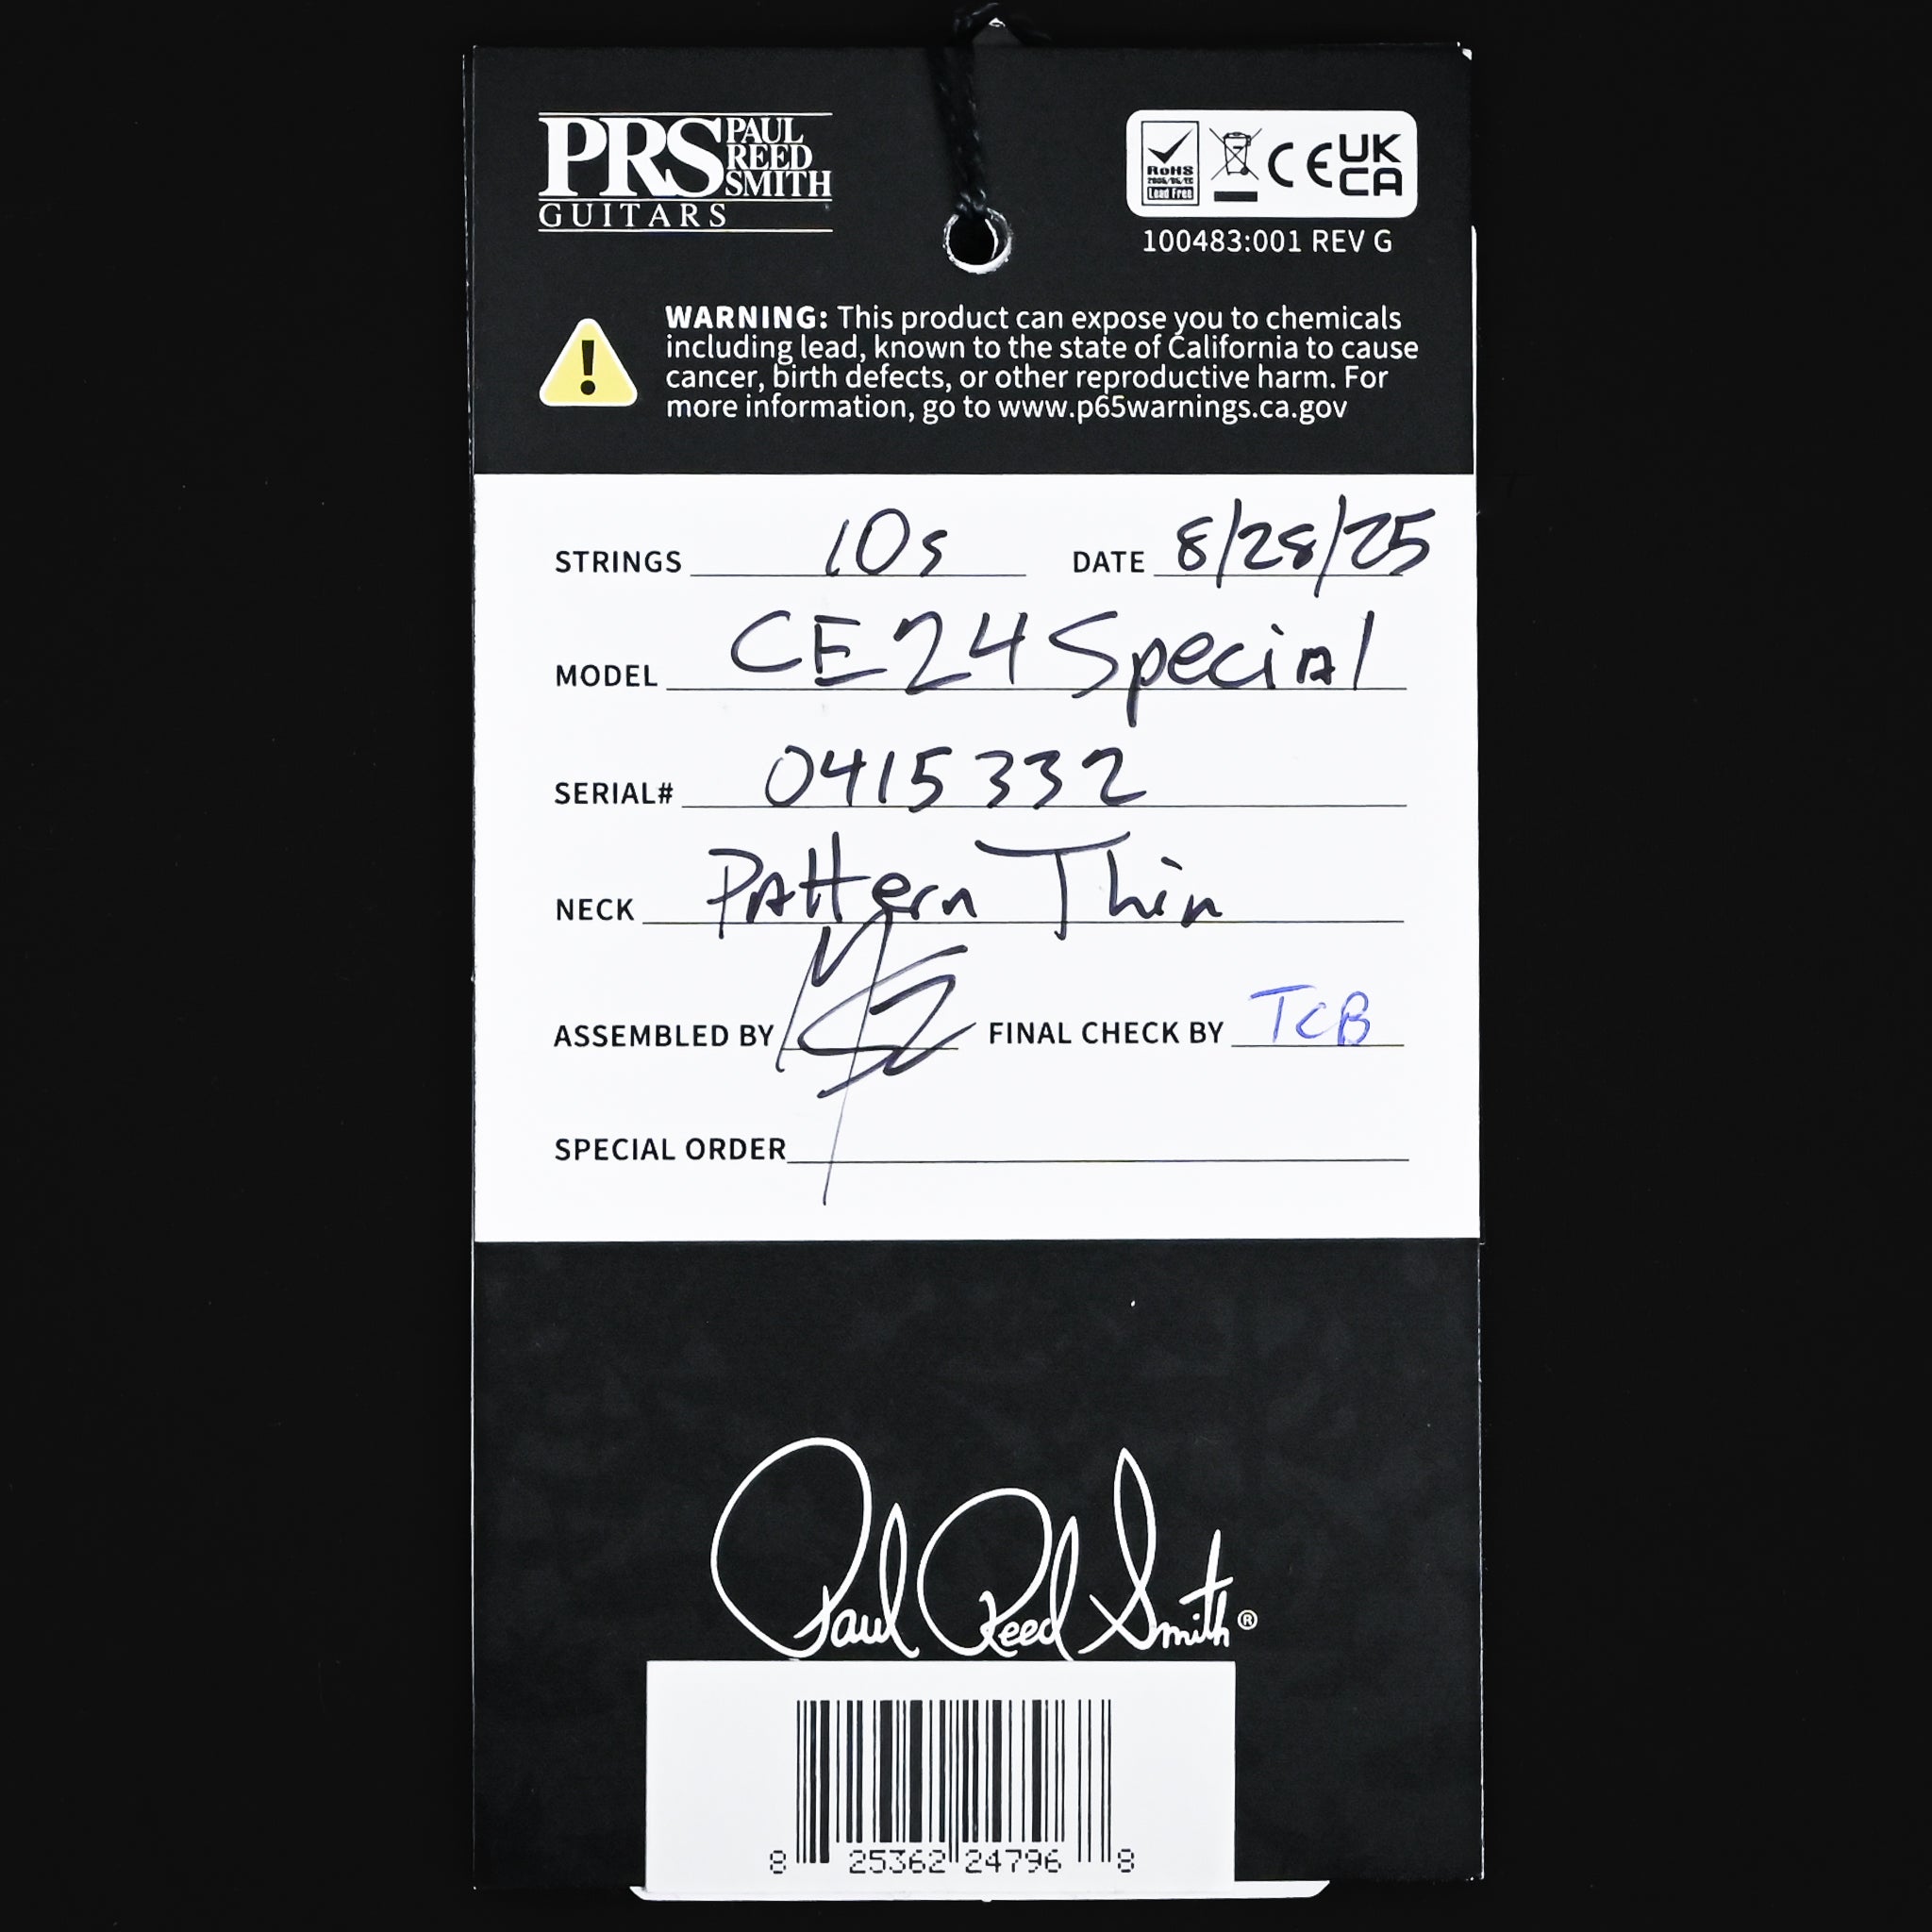 PRS PAUL REED SMITH
GUITARS
RoHS
2005/95/EC
Lead Free
CE UK CA
100483:001 REV G
WARNING: This product can expose you to chemicals
including lead, known to the state of California to cause
cancer, birth defects, or other reproductive harm. For
more information, go to www.p65warnings.ca.gov
STRINGS 10s DATE 8/28/25
MODEL CE24 Special
SERIAL# 0415332
NECK Pattern Thin
ASSEMBLED BY FINAL CHECK BY TCB
SPECIAL ORDER
Paul Reed Smith®
8 25362 24796 8